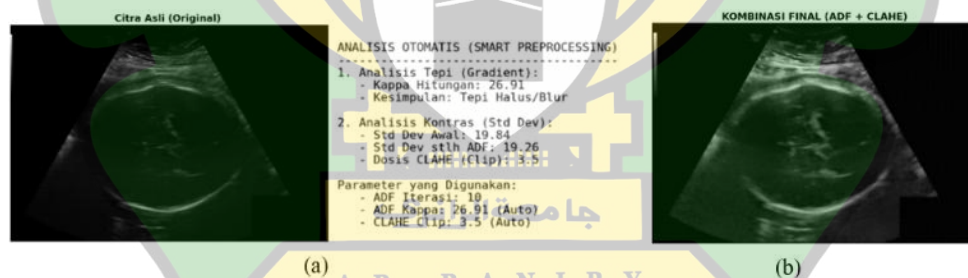 Citra Asli (Original)
KOMBINASI FINAL (ADF + CLAHE)
ANALISIS OTOMATIS (SMART PREPROCESSING)
----------------------------------------
1. Analisis Tepi (Gradient):
- Kappa Hitungan: 26.91
- Kesimpulan: Tepi Halus/Blur
2. Analisis Kontras (Std Dev):
- Std Dev Awal: 19.84
- Std Dev stlh ADF: 19.26
- Dosis CLAHE (Clip): 3.5
Parameter yang Digunakan:
- ADF Iterasi: 10
- ADF Kappa: 26.91 (Auto)
- CLAHE Clip: 3.5 (Auto)
جامعة الرانيري
(a)
(b)
A R - R A N I R Y